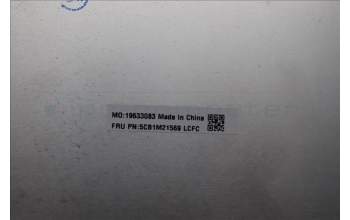 MO:19633083 Made in China
FRU PN:5CB1M21569 LCFC